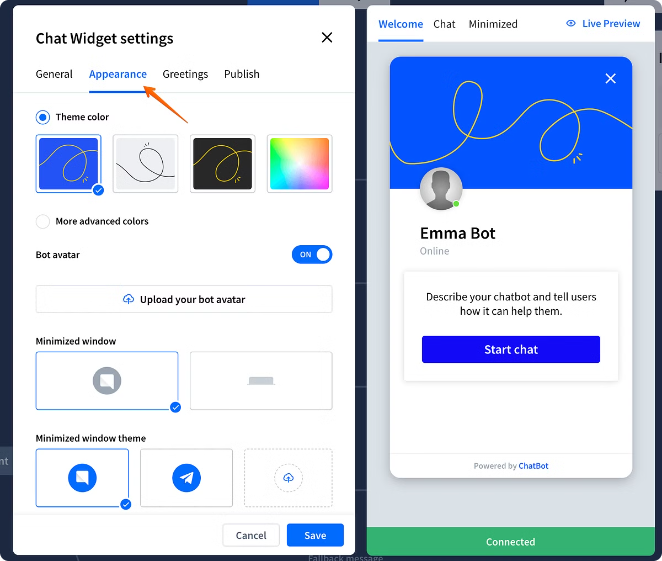 Chat Widget settings
General Appearance Greetings Publish
Theme color
More advanced colors
Bot avatar
ON
Upload your bot avatar
Minimized window
Minimized window theme
Cancel Save
Welcome Chat Minimized Live Preview
Emma Bot
Online
Describe your chatbot and tell users
how it can help them.
Start chat
Powered by ChatBot
Connected
nt
Fallback message